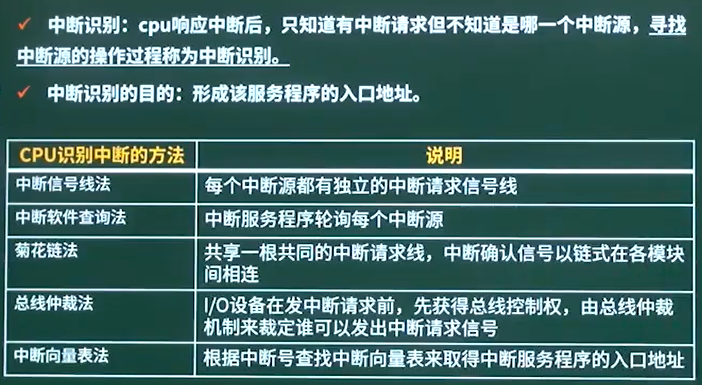 ✓ 中断识别：cpu响应中断后，只知道有中断请求但不知道是哪一个中断源，寻找
中断源的操作过程称为中断识别。
✓ 中断识别的目的：形成该服务程序的入口地址。
CPU识别中断的方法 说明
中断信号线法 每个中断源都有独立的中断请求信号线
中断软件查询法 中断服务程序轮询每个中断源
菊花链法 共享一根共同的中断请求线，中断确认信号以链式在各模块
间相连
总线仲裁法 I/O设备在发中断请求前，先获得总线控制权，由总线仲裁
机制来裁定谁可以发出中断请求信号
中断向量表法 根据中断号查找中断向量表来取得中断服务程序的入口地址